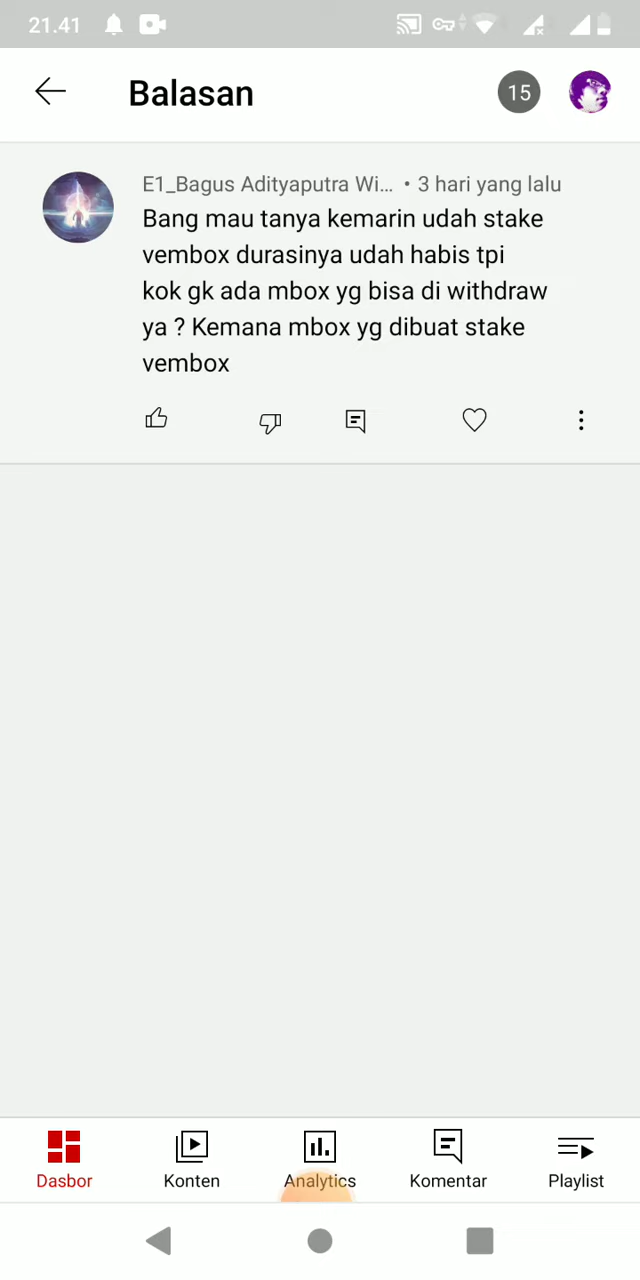 21.41
Balasan
15
E1_Bagus Adityaputra Wi... • 3 hari yang lalu
Bang mau tanya kemarin udah stake
vembox durasinya udah habis tpi
kok gk ada mbox yg bisa di withdraw
ya ? Kemana mbox yg dibuat stake
vembox
Dasbor
Konten
Analytics
Komentar
Playlist